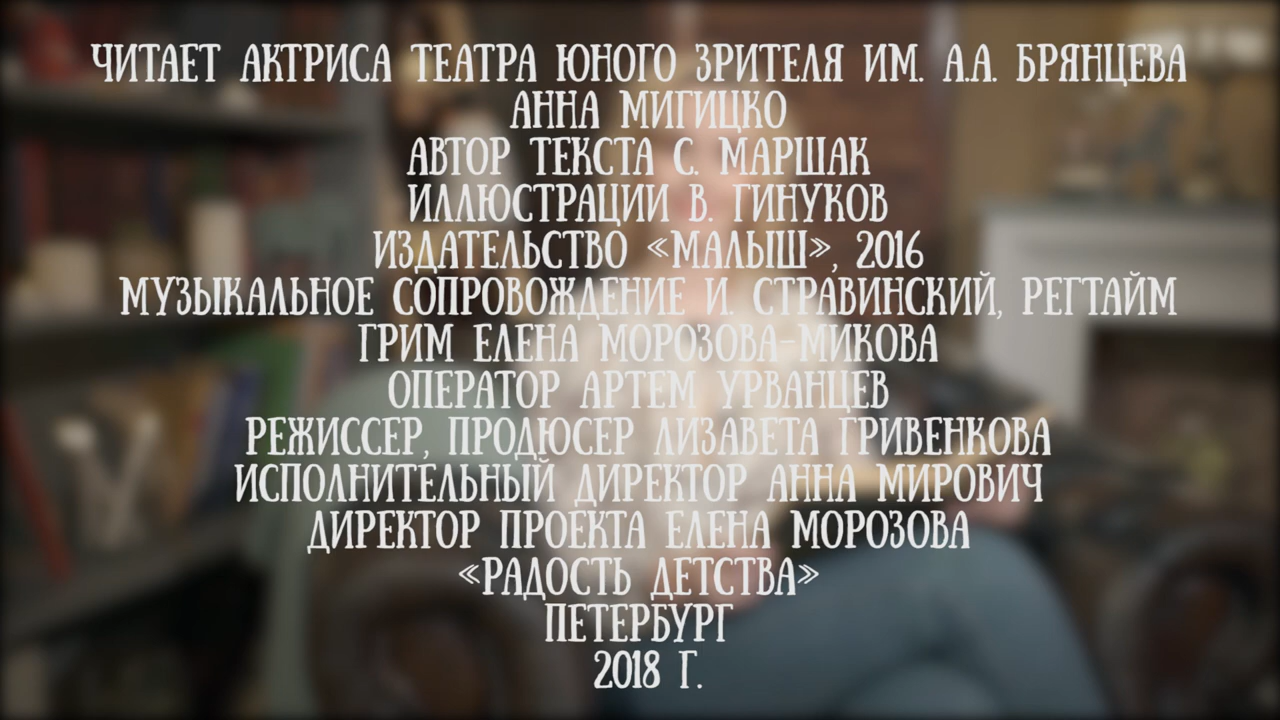 ЧИТАЕТ АКТРИСА ТЕАТРА ЮНОГО ЗРИТЕЛЯ ИМ. А.А. БРЯНЦЕВА
АННА МИГИЦКО
АВТОР ТЕКСТА С. МАРШАК
ИЛЛЮСТРАЦИИ В. ГИНУКОВ
ИЗДАТЕЛЬСТВО «МАЛЫШ», 2016
МУЗЫКАЛЬНОЕ СОПРОВОЖДЕНИЕ И. СТРАВИНСКИЙ, РЕГТАЙМ
ГРИМ ЕЛЕНА МОРОЗОВА-МИКОВА
ОПЕРАТОР АРТЕМ УРВАНЦЕВ
РЕЖИССЕР, ПРОДЮСЕР ЛИЗАВЕТА ГРИВЕНКОВА
ИСПОЛНИТЕЛЬНЫЙ ДИРЕКТОР АННА МИРОВИЧ
ДИРЕКТОР ПРОЕКТА ЕЛЕНА МОРОЗОВА
«РАДОСТЬ ДЕТСТВА»
ПЕТЕРБУРГ
2018 Г.